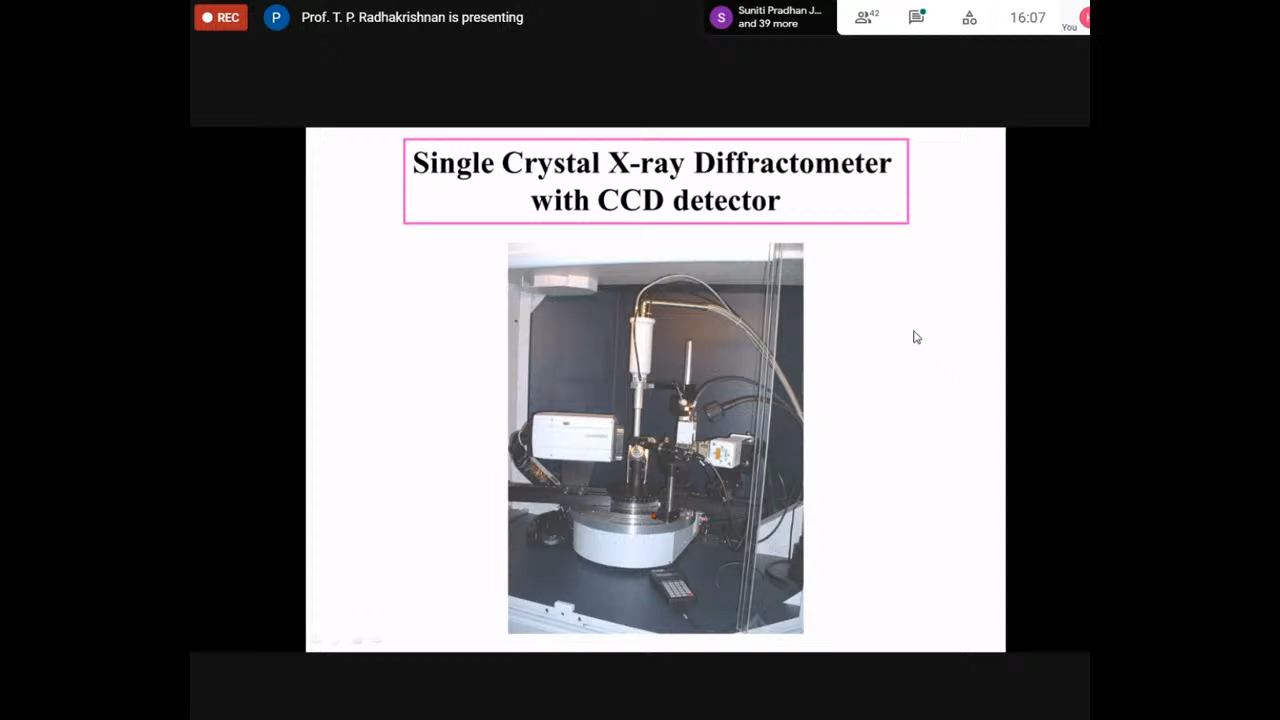 REC
P
Prof. T. P. Radhakrishnan is presenting
S
Suniti Pradhan J...
and 39 more
42
16:07
You
Single Crystal X-ray Diffractometer
with CCD detector